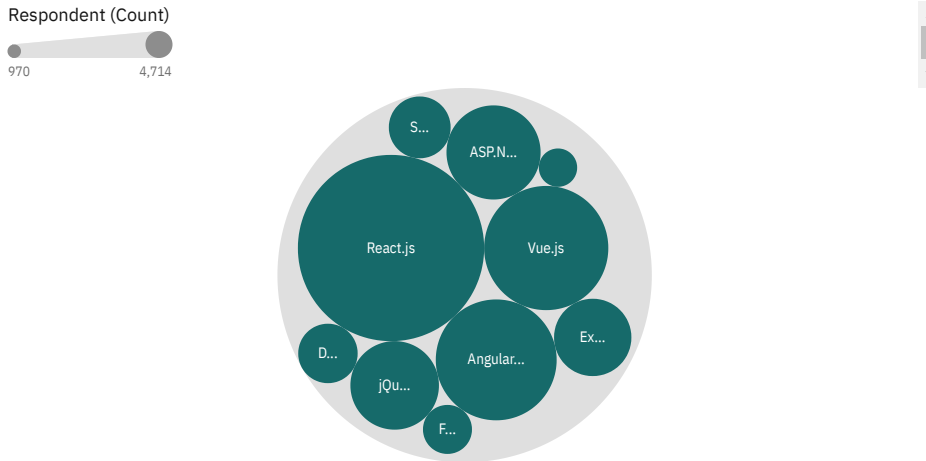 Respondent (Count)
970
4,714
S...
ASP.N...
React.js
Vue.js
Ex...
D...
Angular...
jQu...
F...